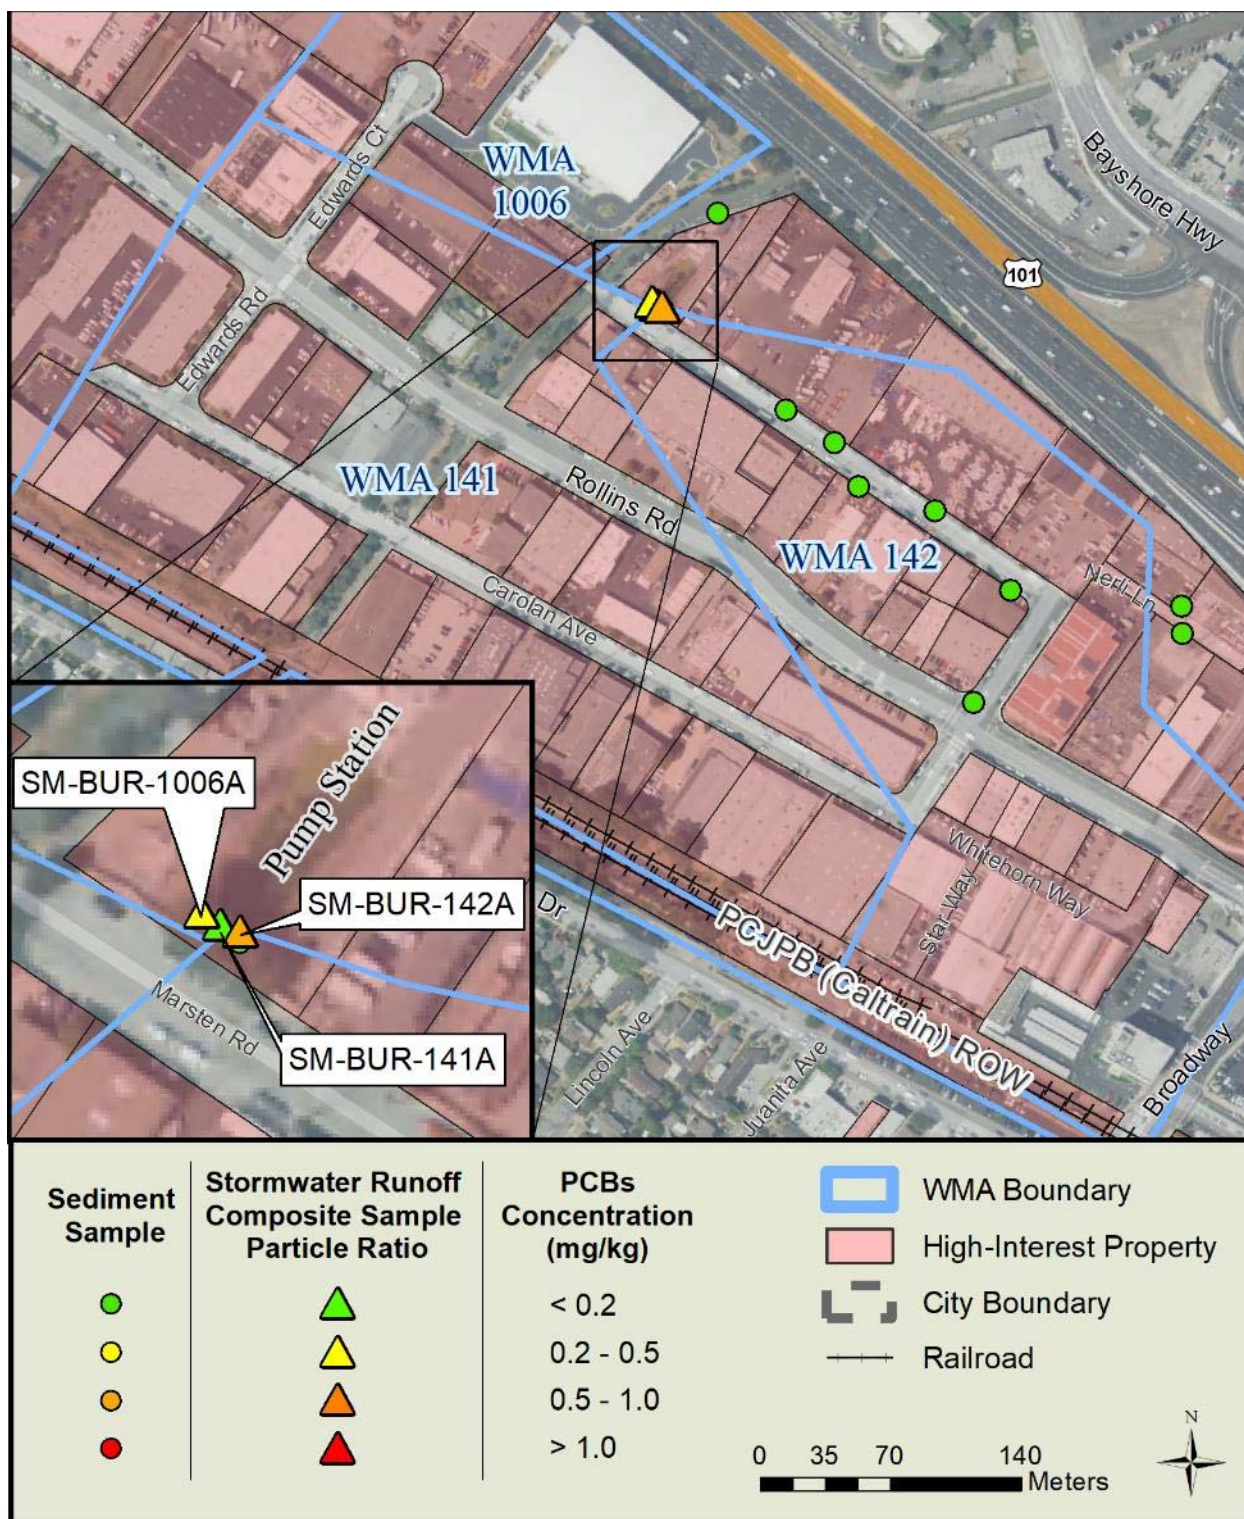 Edwards Ct
WMA
1006
Bayshore Hwy
101
Edwards Rd
WMA 141
Rollins Rd
WMA 142
Nerli Ln
Carolan Ave
Whitehorn Way
Star Way
PCJPB (Caltrain) ROW
Dr
Lincoln Ave
Juanita Ave
Broadway
Pump Station
SM-BUR-1006A
SM-BUR-142A
Marsten Rd
SM-BUR-141A
Sediment
Sample
Stormwater Runoff
Composite Sample
Particle Ratio
PCBs
Concentration
(mg/kg)
< 0.2
0.2 - 0.5
0.5 - 1.0
> 1.0
WMA Boundary
High-Interest Property
City Boundary
Railroad
N
0 35 70 140
Meters